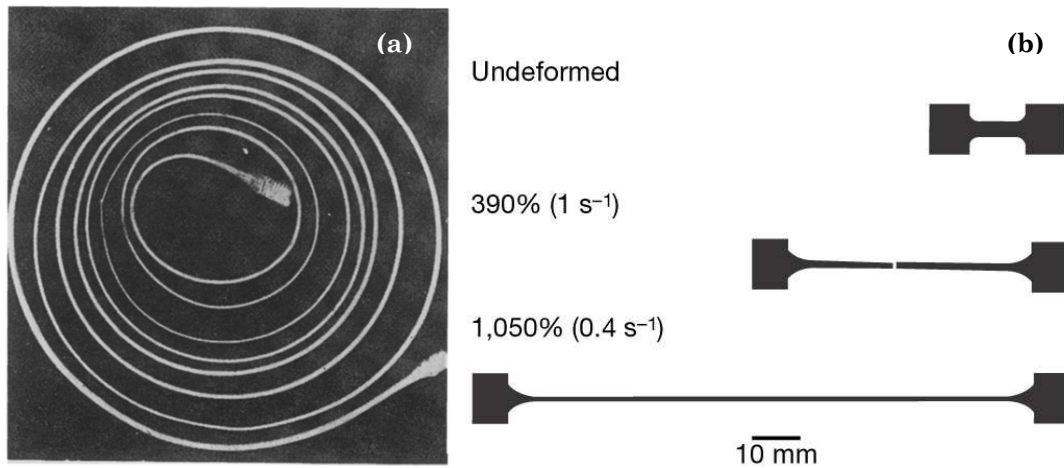 (a)
(b)
Undeformed
390% (1 s⁻¹)
1,050% (0.4 s⁻¹)
10 mm